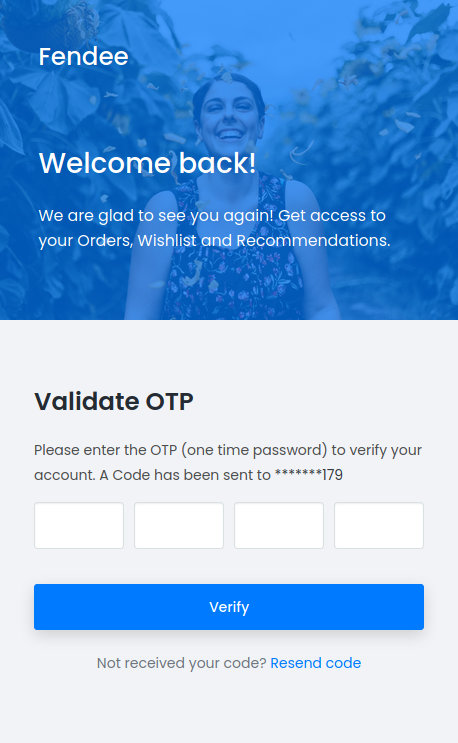 Fendee
Welcome back!
We are glad to see you again! Get access to
your Orders, Wishlist and Recommendations.
Validate OTP
Please enter the OTP (one time password) to verify your
account. A Code has been sent to *******179
Verify
Not received your code? Resend code